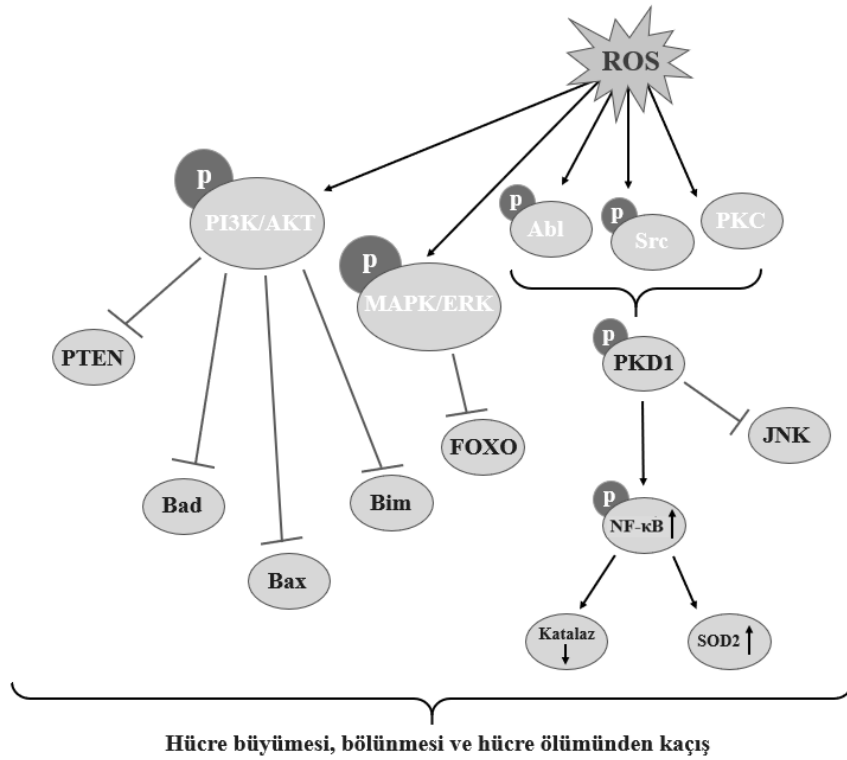 ROS
p
PI3K/AKT
p
MAPK/ERK
p
Abl
p
Src
PKC
PTEN
p
PKD1
FOXO
JNK
Bad
Bim
p
NF-κB
Bax
Katalaz
SOD2
Hücre büyümesi, bölünmesi ve hücre ölümünden kaçış